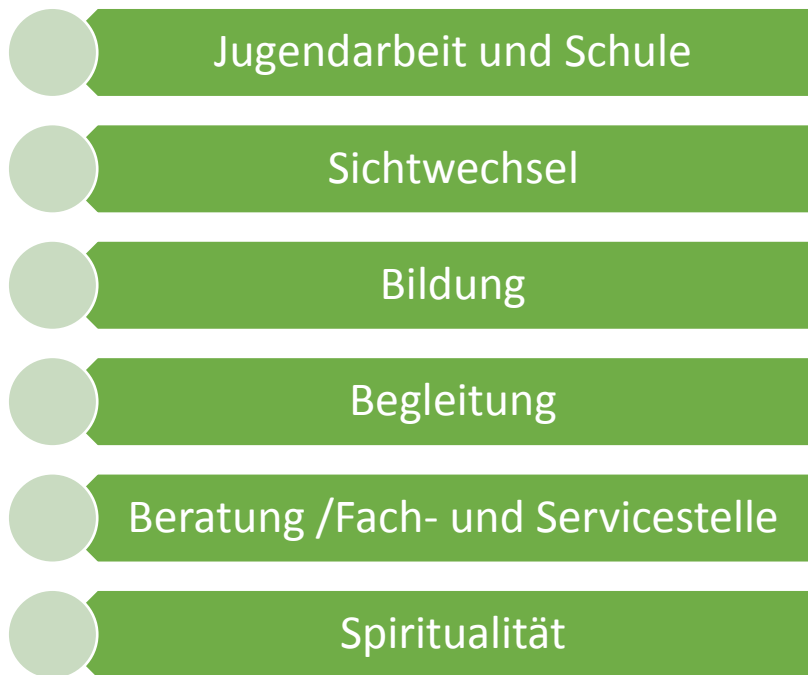 Jugendarbeit und Schule
Sichtwechsel
Bildung
Begleitung
Beratung /Fach- und Servicestelle
Spiritualität